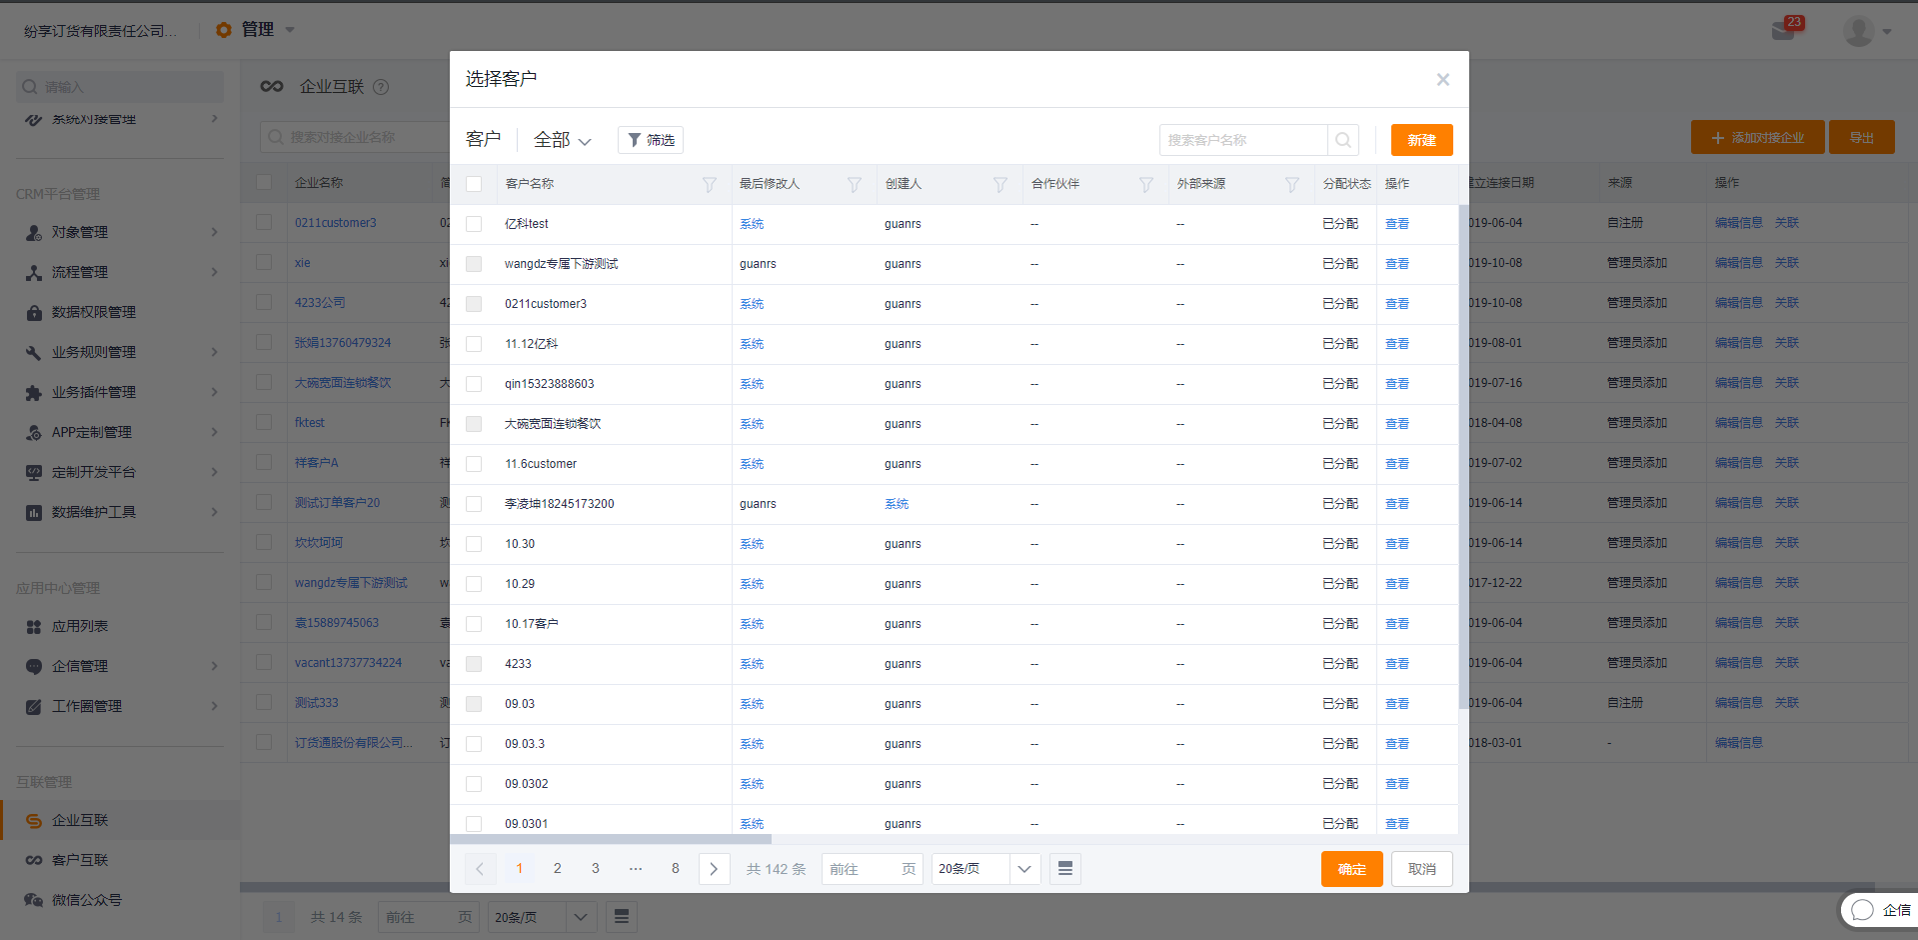 纷享订货有限责任公司... 管理 23
请输入
系统对接管理
CRM平台管理
对象管理
流程管理
数据权限管理
业务规则管理
业务插件管理
APP定制管理
定制开发平台
数据维护工具
应用中心管理
应用列表
企信管理
工作圈管理
互联管理
企业互联
客户互联
微信公众号
企业互联
搜索对接企业名称
添加对接企业 导出
企业名称 建立连接日期 来源 操作
0211customer3 019-06-04 自注册 编辑信息 关联
xie 019-10-08 管理员添加 编辑信息 关联
4233公司 019-10-08 管理员添加 编辑信息 关联
张娟13760479324 019-08-01 管理员添加 编辑信息 关联
大碗宽面连锁餐饮 019-07-16 管理员添加 编辑信息 关联
fktest 018-04-08 管理员添加 编辑信息 关联
祥客户A 019-07-02 管理员添加 编辑信息 关联
测试订单客户20 019-06-14 管理员添加 编辑信息 关联
坎坎坷坷 019-06-14 管理员添加 编辑信息 关联
wangdz专属下游测试 017-12-22 管理员添加 编辑信息 关联
袁15889745063 019-06-04 管理员添加 编辑信息 关联
vacant13737734224 019-06-04 管理员添加 编辑信息 关联
测试333 019-06-04 自注册 编辑信息 关联
订货通股份有限公司... 018-03-01 - 编辑信息
1 共 14 条 前往 页 20条/页
选择客户
客户 全部 筛选 搜索客户名称 新建
客户名称 最后修改人 创建人 合作伙伴 外部来源 分配状态 操作
亿科test 系统 guanrs -- -- 已分配 查看
wangdz专属下游测试 guanrs guanrs -- -- 已分配 查看
0211customer3 系统 guanrs -- -- 已分配 查看
11.12亿科 系统 guanrs -- -- 已分配 查看
qin15323888603 系统 guanrs -- -- 已分配 查看
大碗宽面连锁餐饮 系统 guanrs -- -- 已分配 查看
11.6customer 系统 guanrs -- -- 已分配 查看
李凌坤18245173200 guanrs 系统 -- -- 已分配 查看
10.30 系统 guanrs -- -- 已分配 查看
10.29 系统 guanrs -- -- 已分配 查看
10.17客户 系统 guanrs -- -- 已分配 查看
4233 系统 guanrs -- -- 已分配 查看
09.03 系统 guanrs -- -- 已分配 查看
09.03.3 系统 guanrs -- -- 已分配 查看
09.0302 系统 guanrs -- -- 已分配 查看
09.0301 系统 guanrs -- -- 已分配 查看
1 2 3 ··· 8 共 142 条 前往 页 20条/页 确定 取消
企信